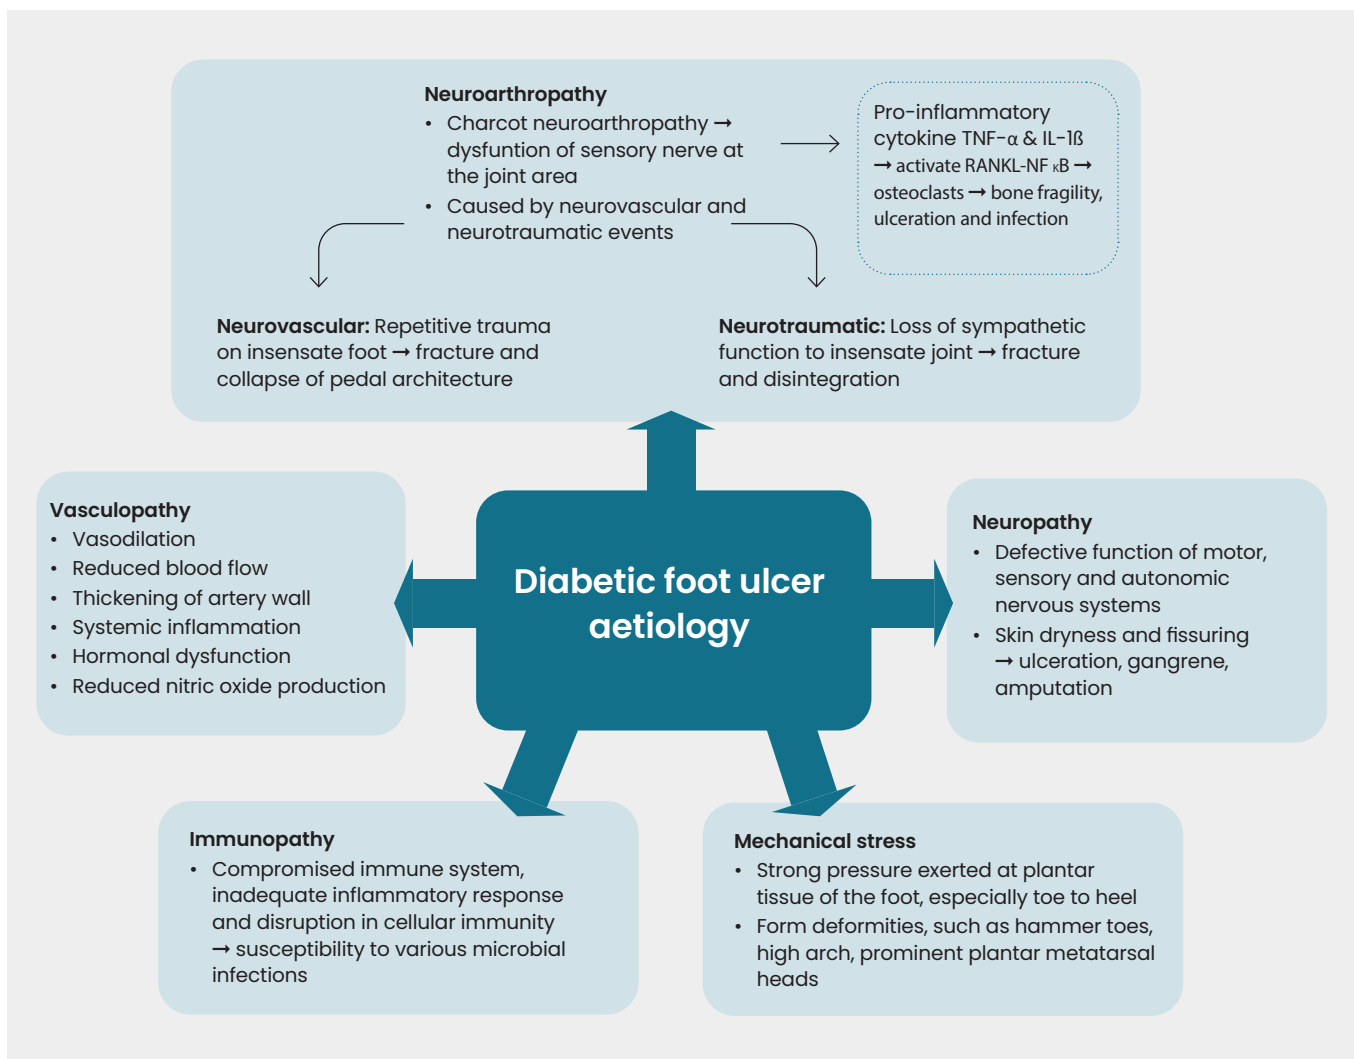 Neuroarthropathy
• Charcot neuroarthropathy →
dysfuntion of sensory nerve at
the joint area
• Caused by neurovascular and
neurotraumatic events
Pro-inflammatory
cytokine TNF-α & IL-1ß
→ activate RANKL-NF κB →
osteoclasts → bone fragility,
ulceration and infection
Neurovascular: Repetitive trauma
on insensate foot → fracture and
collapse of pedal architecture
Neurotraumatic: Loss of sympathetic
function to insensate joint → fracture
and disintegration
Vasculopathy
• Vasodilation
• Reduced blood flow
• Thickening of artery wall
• Systemic inflammation
• Hormonal dysfunction
• Reduced nitric oxide production
Diabetic foot ulcer
aetiology
Neuropathy
• Defective function of motor,
sensory and autonomic
nervous systems
• Skin dryness and fissuring
→ ulceration, gangrene,
amputation
Immunopathy
• Compromised immune system,
inadequate inflammatory response
and disruption in cellular immunity
→ susceptibility to various microbial
infections
Mechanical stress
• Strong pressure exerted at plantar
tissue of the foot, especially toe to heel
• Form deformities, such as hammer toes,
high arch, prominent plantar metatarsal
heads